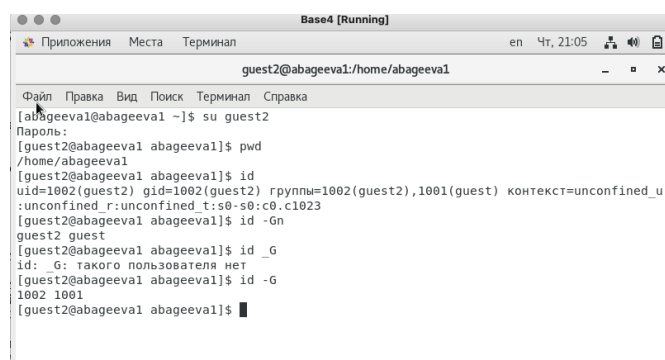 Base4 [Running]
Приложения Места Терминал en Чт, 21:05
guest2@abageeva1:/home/abageeva1
Файл Правка Вид Поиск Терминал Справка
[abageeva1@abageeva1 ~]$ su guest2
Пароль:
[guest2@abageeva1 abageeva1]$ pwd
/home/abageeva1
[guest2@abageeva1 abageeva1]$ id
uid=1002(guest2) gid=1002(guest2) группы=1002(guest2),1001(guest) контекст=unconfined_u
:unconfined_r:unconfined_t:s0-s0:c0.c1023
[guest2@abageeva1 abageeva1]$ id -Gn
guest2 guest
[guest2@abageeva1 abageeva1]$ id _G
id: _G: такого пользователя нет
[guest2@abageeva1 abageeva1]$ id -G
1002 1001
[guest2@abageeva1 abageeva1]$